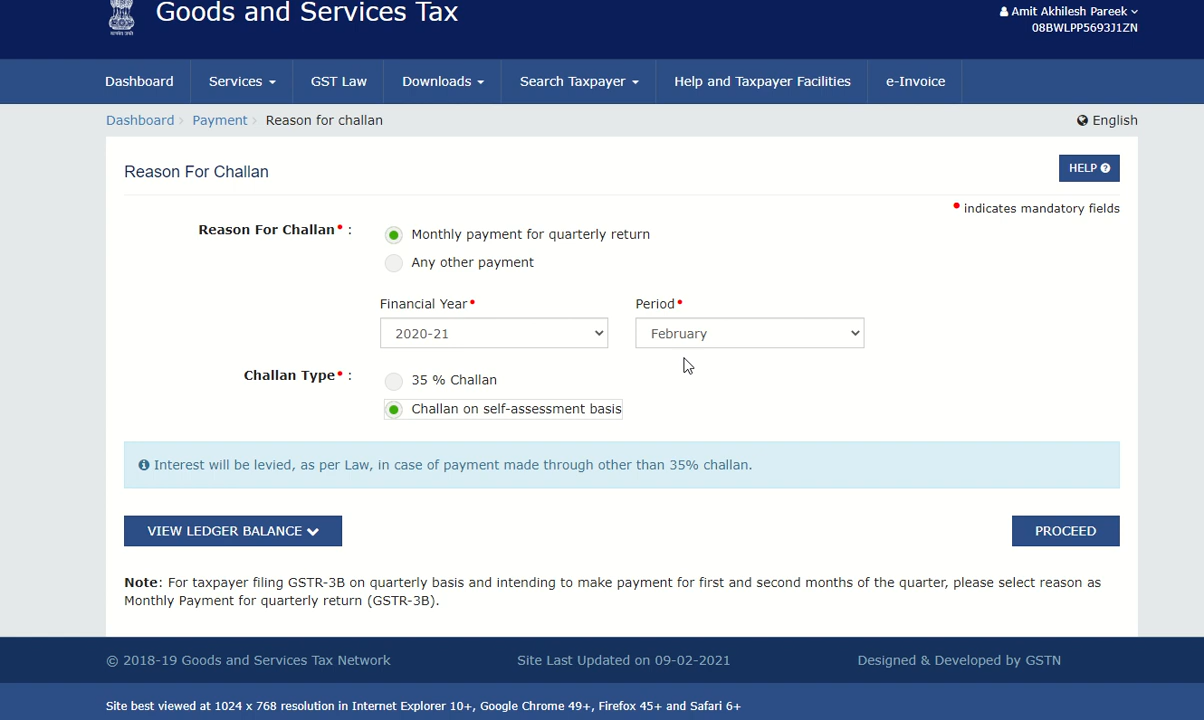 Goods and Services Tax
Amit Akhilesh Pareek
08BWLPP5693J1ZN
Dashboard Services GST Law Downloads Search Taxpayer Help and Taxpayer Facilities e-Invoice
Dashboard Payment Reason for challan English
Reason For Challan HELP
• indicates mandatory fields
Reason For Challan• : Monthly payment for quarterly return
Any other payment
Financial Year• Period•
2020-21 February
Challan Type• : 35 % Challan
Challan on self-assessment basis
Interest will be levied, as per Law, in case of payment made through other than 35% challan.
VIEW LEDGER BALANCE PROCEED
Note: For taxpayer filing GSTR-3B on quarterly basis and intending to make payment for first and second months of the quarter, please select reason as
Monthly Payment for quarterly return (GSTR-3B).
© 2018-19 Goods and Services Tax Network Site Last Updated on 09-02-2021 Designed & Developed by GSTN
Site best viewed at 1024 x 768 resolution in Internet Explorer 10+, Google Chrome 49+, Firefox 45+ and Safari 6+